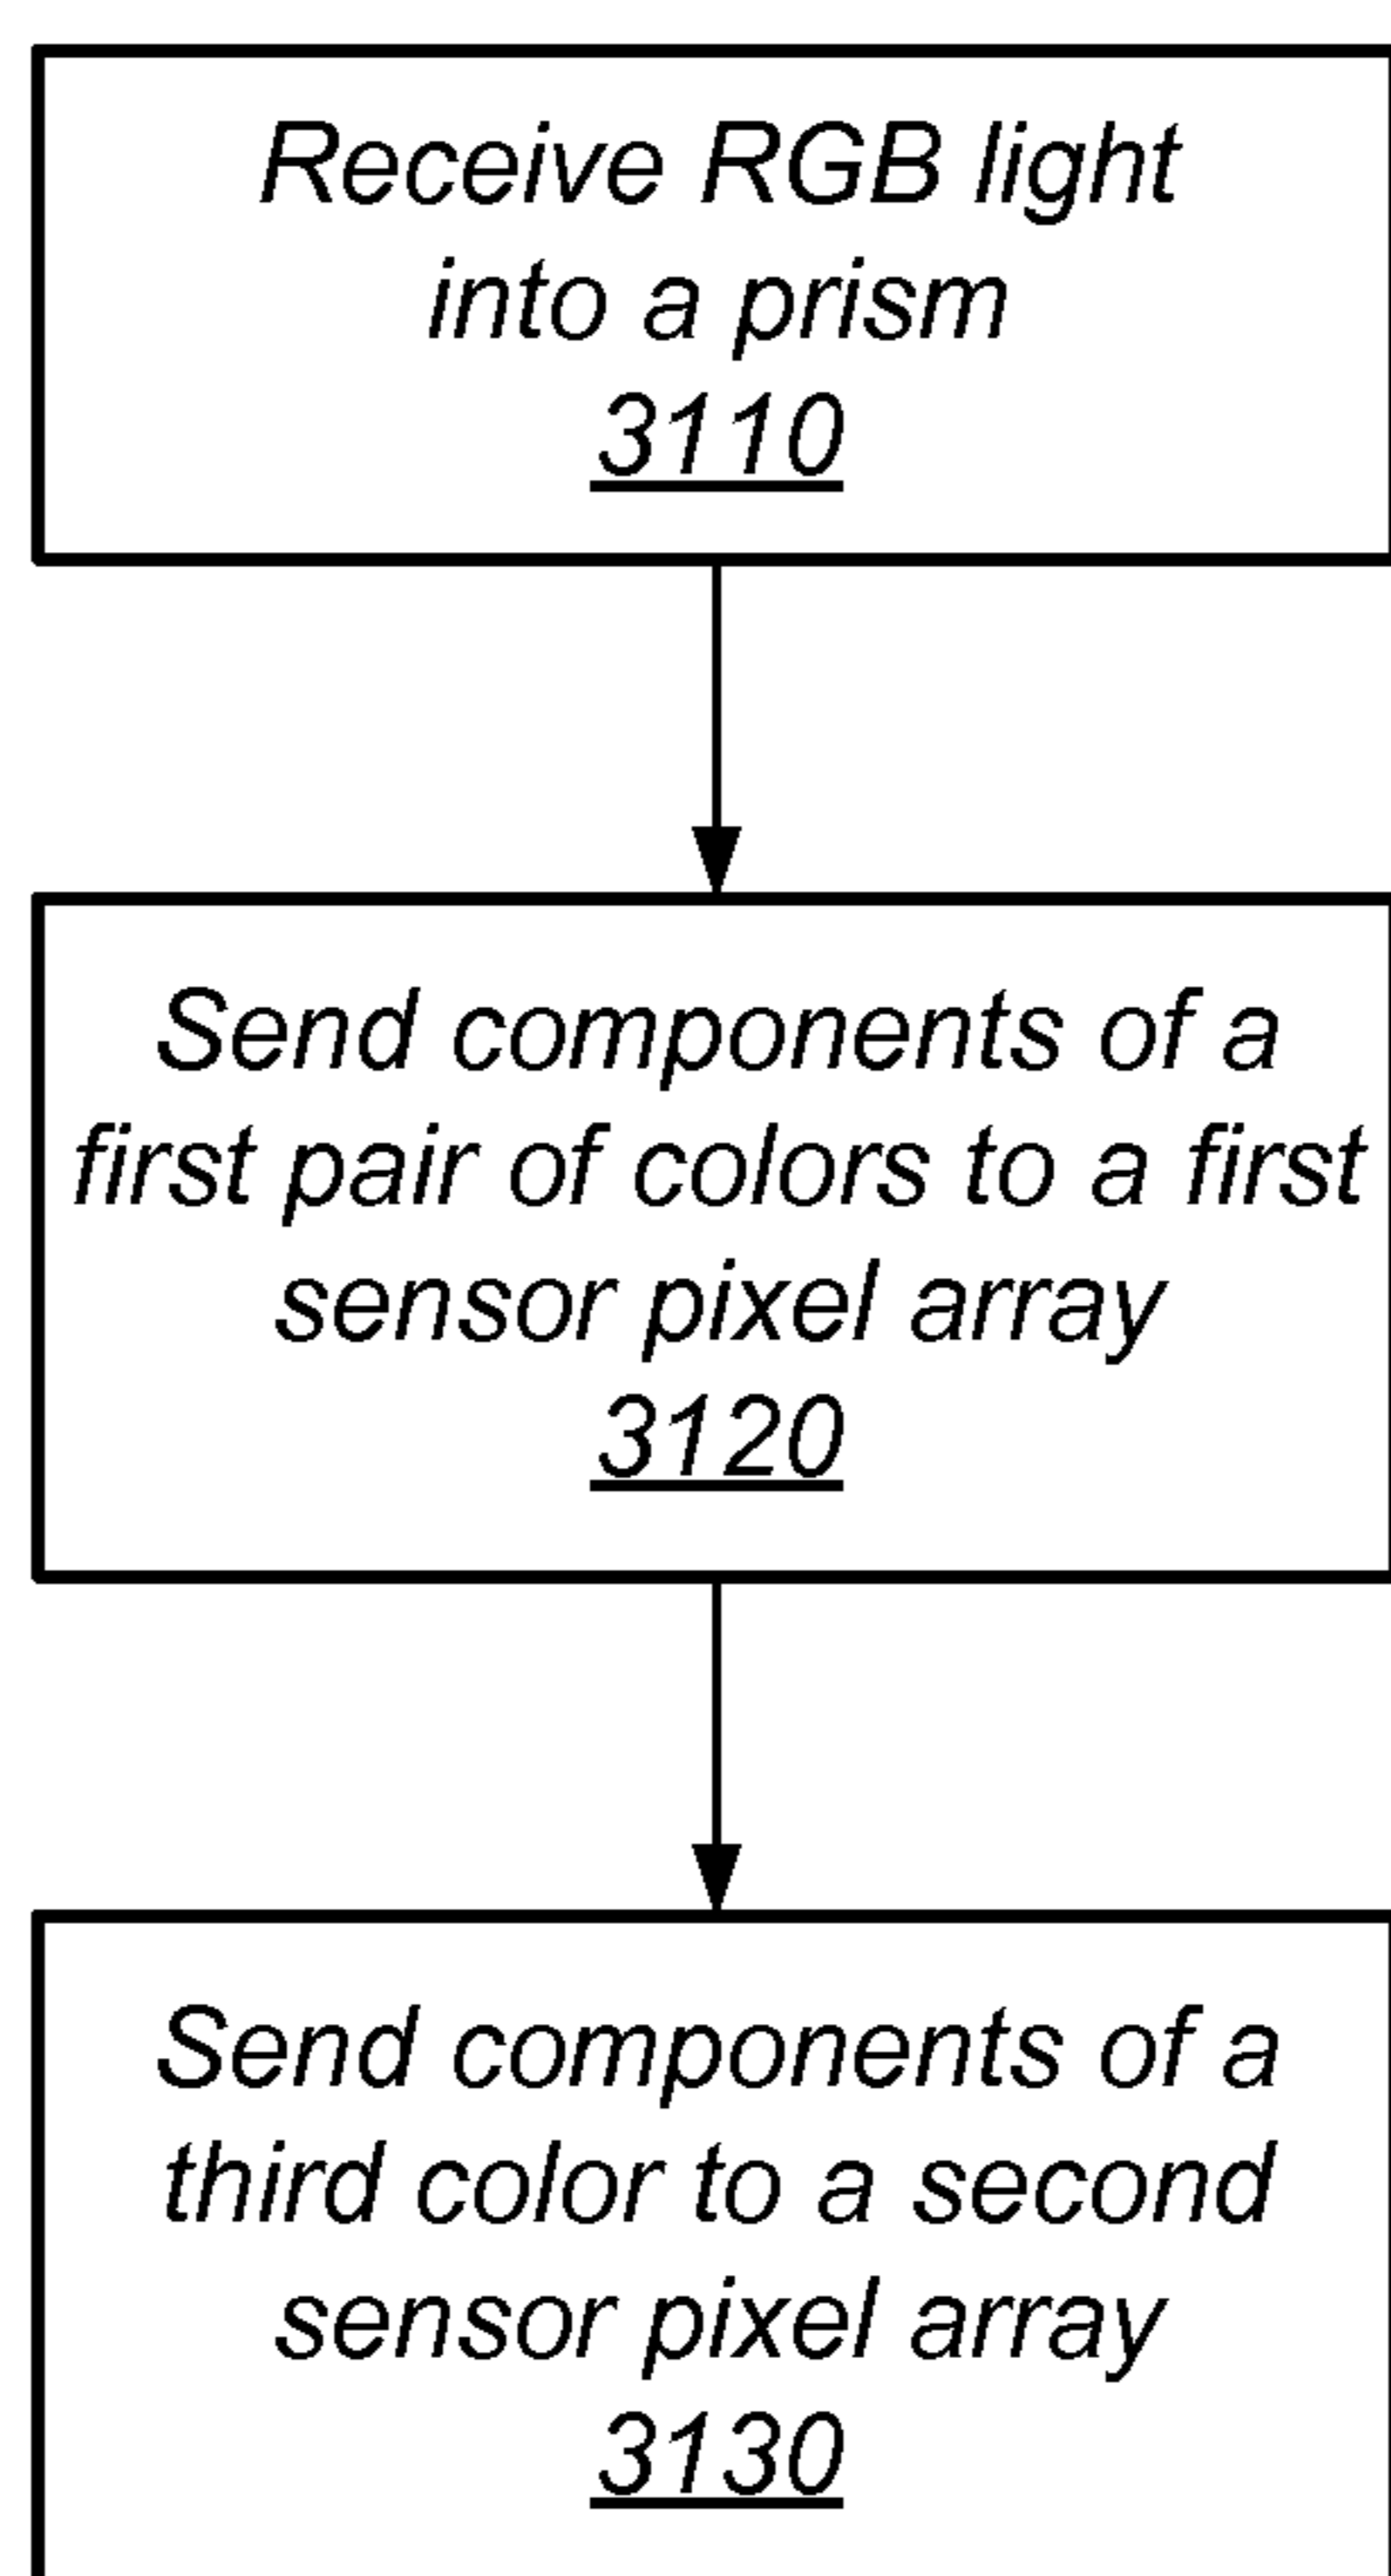 Receive RGB light
into a prism
3110
Send components of a
first pair of colors to a first
sensor pixel array
3120
Send components of a
third color to a second
sensor pixel array
3130